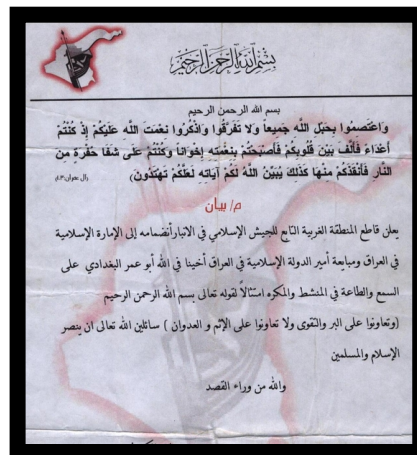 بسم الله الرحمن الرحيم
بسم الله الرحمن الرحيم
وَاعْتَصِمُوا بِحَبْلِ اللَّهِ جَمِيعاً وَلا تَفَرَّقُوا وَاذْكُرُوا نِعْمَتَ اللَّهِ عَلَيْكُمْ إِذْ كُنْتُمْ
أَعْدَاءً فَأَلَّفَ بَيْنَ قُلُوبِكُمْ فَأَصْبَحْتُمْ بِنِعْمَتِهِ إِخْوَاناً وَكُنْتُمْ عَلَى شَفَا حُفْرَةٍ مِنَ
النَّارِ فَأَنْقَذَكُمْ مِنْهَا كَذَلِكَ يُبَيِّنُ اللَّهُ لَكُمْ آيَاتِهِ لَعَلَّكُمْ تَهْتَدُونَ) (آل عمران:
م/ بيان
يعلن قاطع المنطقة الغربية التابع للجيش الإسلامي في الانبار أنضمامه إلى الإمارة الإسلامية
في العراق ومبايعة أمير الدولة الإسلامية في العراق أخينا في الله أبو عمر البغدادي على
السمع والطاعة في المنشط والمكره امتثالاً لقوله تعالى بسم الله الرحمن الرحيم
(وتعاونوا على البر والتقوى ولا تعاونوا على الإثم و العدوان ) سائلين الله تعالى ان ينصر
الإسلام والمسلمين
والله من وراء القصد